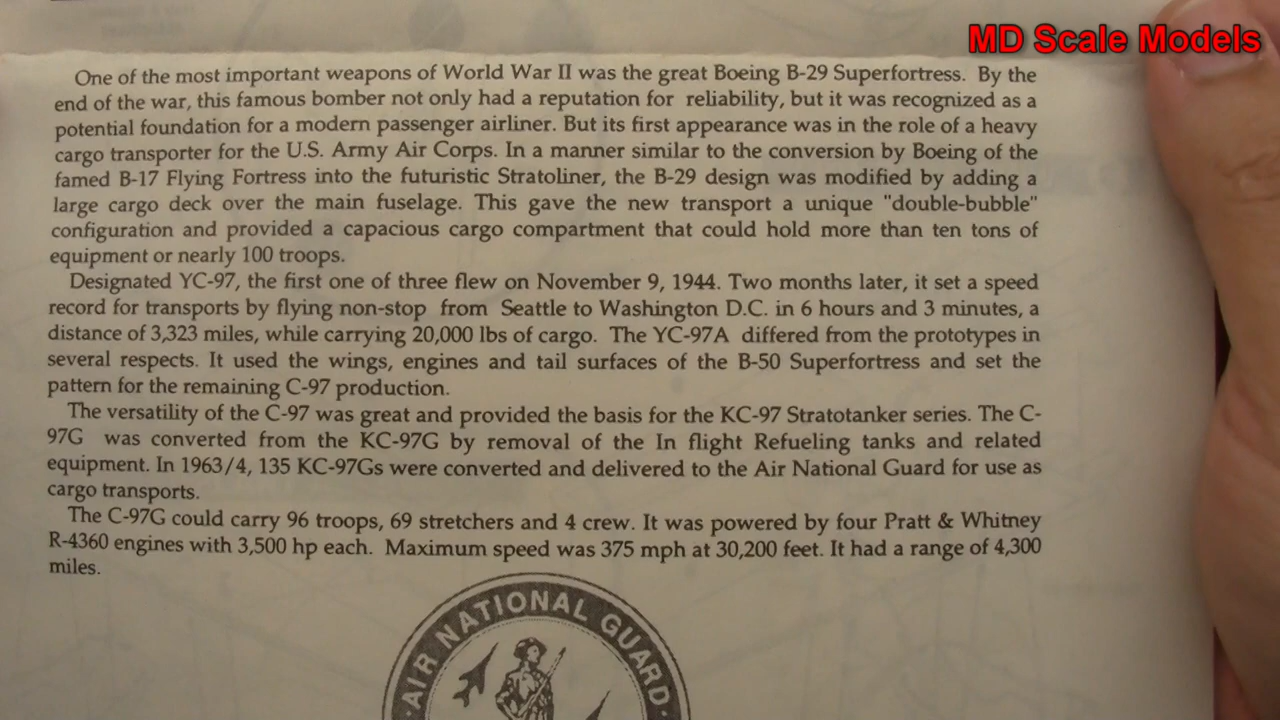 MD Scale Models
One of the most important weapons of World War II was the great Boeing B-29 Superfortress. By the
end of the war, this famous bomber not only had a reputation for reliability, but it was recognized as a
potential foundation for a modern passenger airliner. But its first appearance was in the role of a heavy
cargo transporter for the U.S. Army Air Corps. In a manner similar to the conversion by Boeing of the
famed B-17 Flying Fortress into the futuristic Stratoliner, the B-29 design was modified by adding a
large cargo deck over the main fuselage. This gave the new transport a unique "double-bubble"
configuration and provided a capacious cargo compartment that could hold more than ten tons of
equipment or nearly 100 troops.
Designated YC-97, the first one of three flew on November 9, 1944. Two months later, it set a speed
record for transports by flying non-stop from Seattle to Washington D.C. in 6 hours and 3 minutes, a
distance of 3,323 miles, while carrying 20,000 lbs of cargo. The YC-97A differed from the prototypes in
several respects. It used the wings, engines and tail surfaces of the B-50 Superfortress and set the
pattern for the remaining C-97 production.
The versatility of the C-97 was great and provided the basis for the KC-97 Stratotanker series. The C-
97G was converted from the KC-97G by removal of the In flight Refueling tanks and related
equipment. In 1963/4, 135 KC-97Gs were converted and delivered to the Air National Guard for use as
cargo transports.
The C-97G could carry 96 troops, 69 stretchers and 4 crew. It was powered by four Pratt & Whitney
R-4360 engines with 3,500 hp each. Maximum speed was 375 mph at 30,200 feet. It had a range of 4,300
miles.
·AIR NATIONAL GUARD·